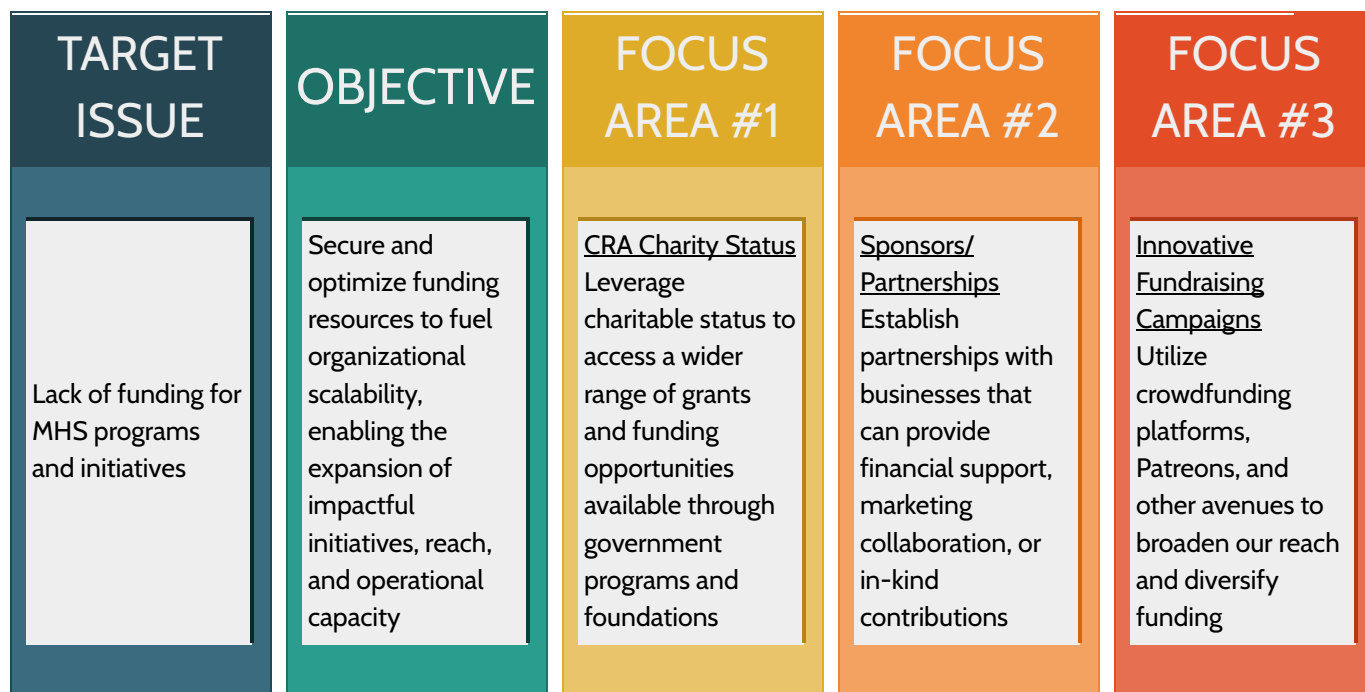 TARGET
ISSUE
Lack of funding for
MHS programs
and initiatives
OBJECTIVE
Secure and
optimize funding
resources to fuel
organizational
scalability,
enabling the
expansion of
impactful
initiatives, reach,
and operational
capacity
FOCUS
AREA #1
CRA Charity Status
Leverage
charitable status to
access a wider
range of grants
and funding
opportunities
available through
government
programs and
foundations
FOCUS
AREA #2
Sponsors/
Partnerships
Establish
partnerships with
businesses that
can provide
financial support,
marketing
collaboration, or
in-kind
contributions
FOCUS
AREA #3
Innovative
Fundraising
Campaigns
Utilize
crowdfunding
platforms,
Patreons, and
other avenues to
broaden our reach
and diversify
funding